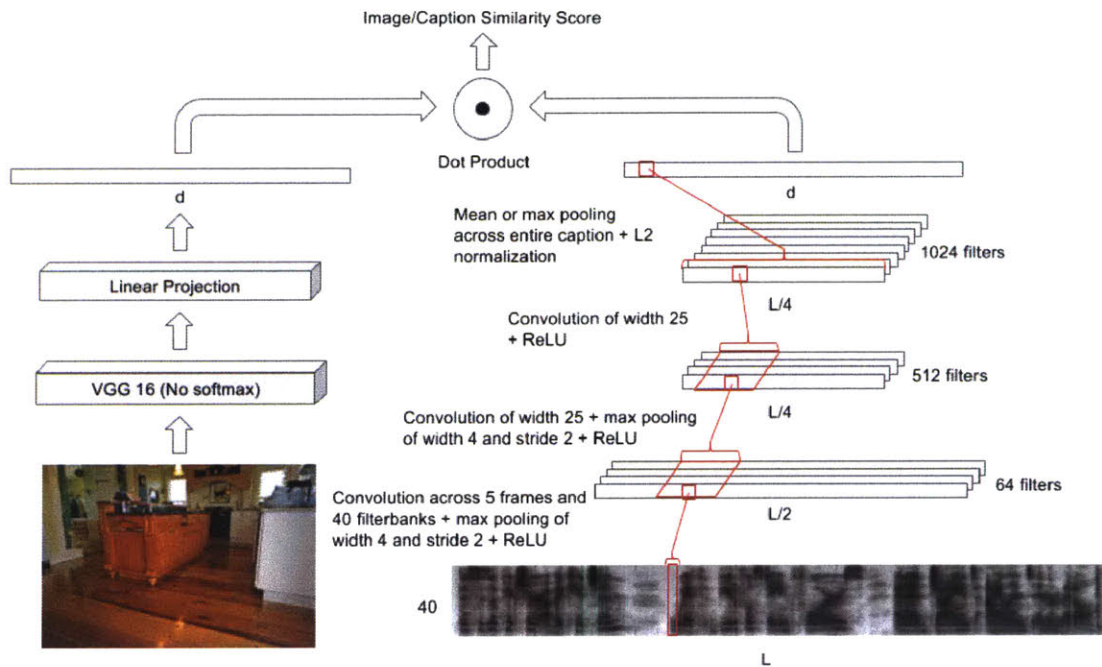 Image/Caption Similarity Score
Dot Product
d
d
Mean or max pooling
across entire caption + L2
normalization
1024 filters
Linear Projection
L/4
Convolution of width 25
+ ReLU
VGG 16 (No softmax)
512 filters
L/4
Convolution of width 25 + max pooling
of width 4 and stride 2 + ReLU
64 filters
Convolution across 5 frames and
40 filterbanks + max pooling of
width 4 and stride 2 + ReLU
L/2
40
L